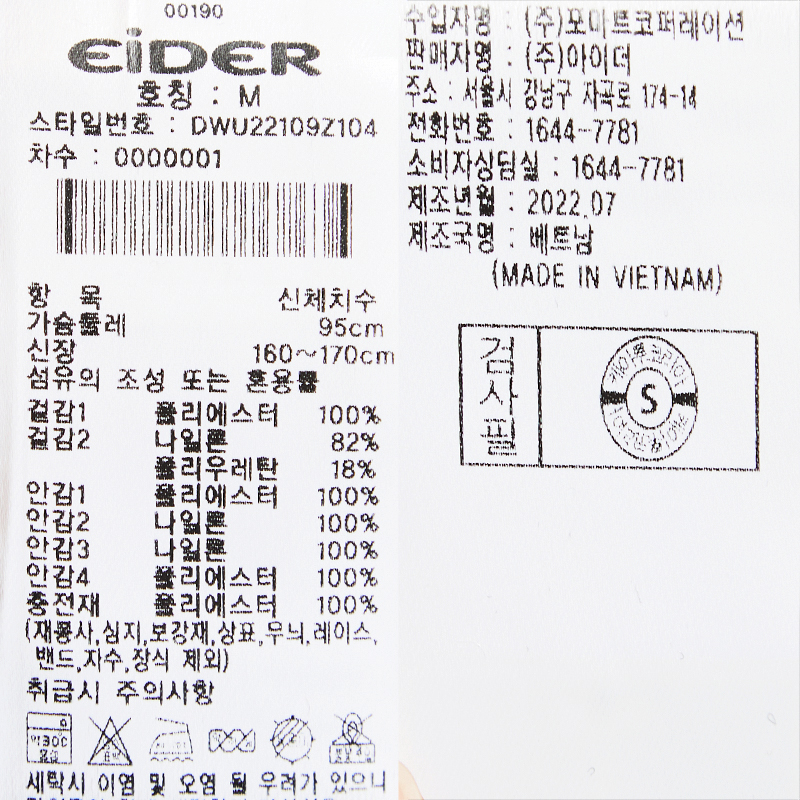 00190
EiDER
호칭 : M
스타일번호 : DWU22109Z104
차수 : 0000001
항 목 신체치수
가슴둘레 95cm
신장 160~170cm
섬유의 조성 또는 혼용률
겉감1 폴리에스터 100%
겉감2 나일론 82%
폴리우레탄 18%
안감1 폴리에스터 100%
안감2 나일론 100%
안감3 나일론 100%
안감4 폴리에스터 100%
충전재 폴리에스터 100%
(재봉사,심지,보강재,상표,무늬,레이스,
밴드,자수,장식 제외)
취급시 주의사항
약30℃
중성
세탁시 이염 및 오염 될 우려가 있으니
수입자명 : (주)포마트코퍼레이션
판매자명 : (주)아이더
주소 : 서울시 강남구 자곡로 174-14
전화번호 : 1644-7781
소비자상담실 : 1644-7781
제조년월 : 2022.07
제조국명 : 베트남
(MADE IN VIETNAM)
검사필
S